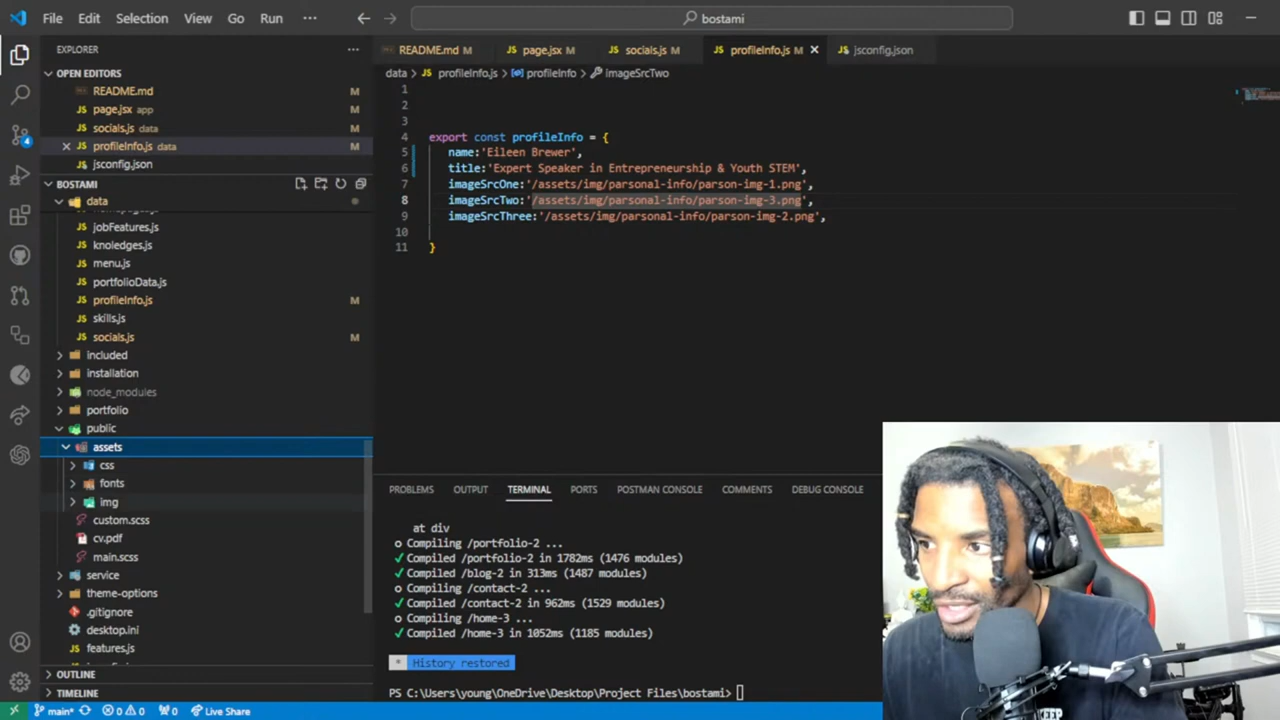 File Edit Selection View Go Run ··· bostami
EXPLORER ···
OPEN EDITORS
README.md M
page.jsx app M
socials.js data M
profileInfo.js data M
jsconfig.json
BOSTAMI
data
jobFeatures.js
knoledges.js
menu.js
portfolioData.js
profileInfo.js M
skills.js
socials.js M
included
installation
node_modules
portfolio
public
assets
css
fonts
img
custom.scss
cv.pdf
main.scss
service
theme-options
.gitignore
desktop.ini
features.js
OUTLINE
TIMELINE
README.md M page.jsx M socials.js M profileInfo.js M jsconfig.json
data > JS profileInfo.js > profileInfo > imageSrcTwo
1
2
3
4 export const profileInfo = {
5 name:'Eileen Brewer',
6 title:'Expert Speaker in Entrepreneurship & Youth STEM',
7 imageSrcOne:'/assets/img/parsonal-info/parson-img-1.png',
8 imageSrcTwo:'/assets/img/parsonal-info/parson-img-3.png',
9 imageSrcThree:'/assets/img/parsonal-info/parson-img-2.png',
10
11 }
PROBLEMS OUTPUT TERMINAL PORTS POSTMAN CONSOLE COMMENTS DEBUG CONSOLE
at div
○ Compiling /portfolio-2 ...
✓ Compiled /portfolio-2 in 1782ms (1476 modules)
✓ Compiled /blog-2 in 313ms (1487 modules)
○ Compiling /contact-2 ...
✓ Compiled /contact-2 in 962ms (1529 modules)
○ Compiling /home-3 ...
✓ Compiled /home-3 in 1052ms (1185 modules)
* History restored
PS C:\Users\young\OneDrive\Desktop\Project Files\bostami>
main* 0 0 0 Live Share